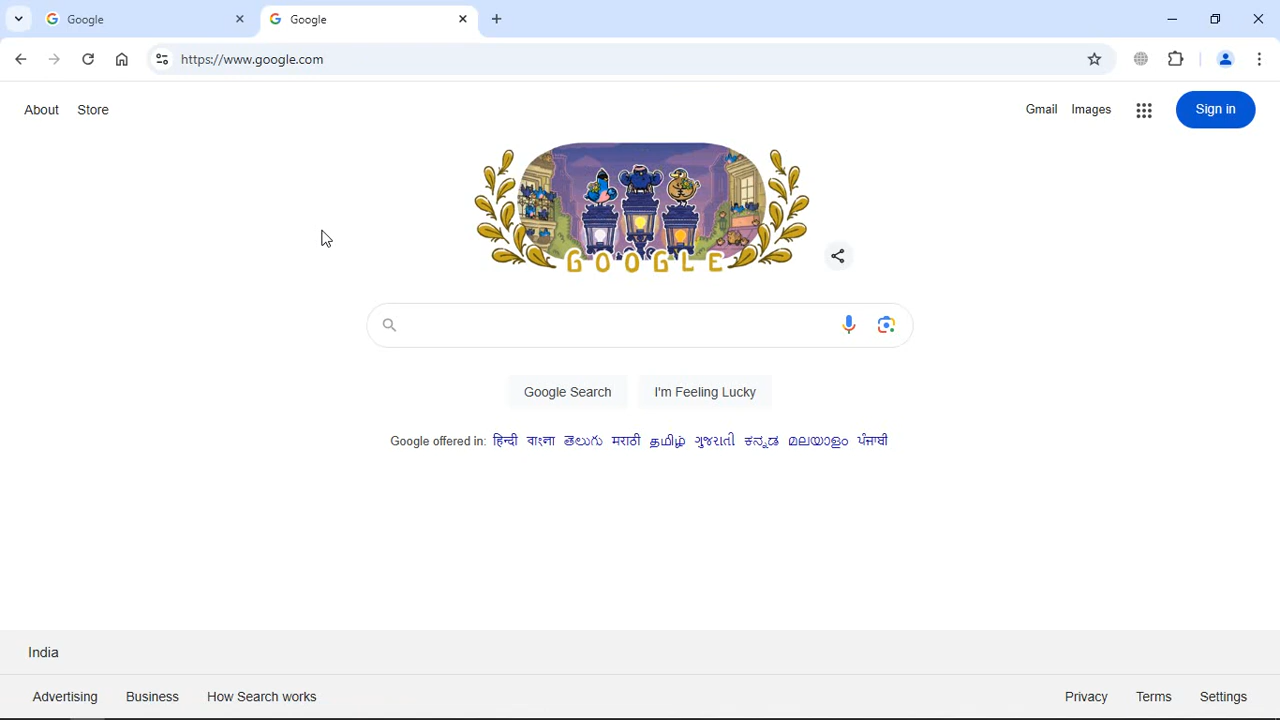 Google Google
https://www.google.com
About Store Gmail Images Sign in
GOOGLE
Google Search I'm Feeling Lucky
Google offered in: हिन्दी বাংলা తెలుగు मराठी தமிழ் ગુજરાતી ಕನ್ನಡ മലയാളം ਪੰਜਾਬੀ
India
Advertising Business How Search works Privacy Terms Settings